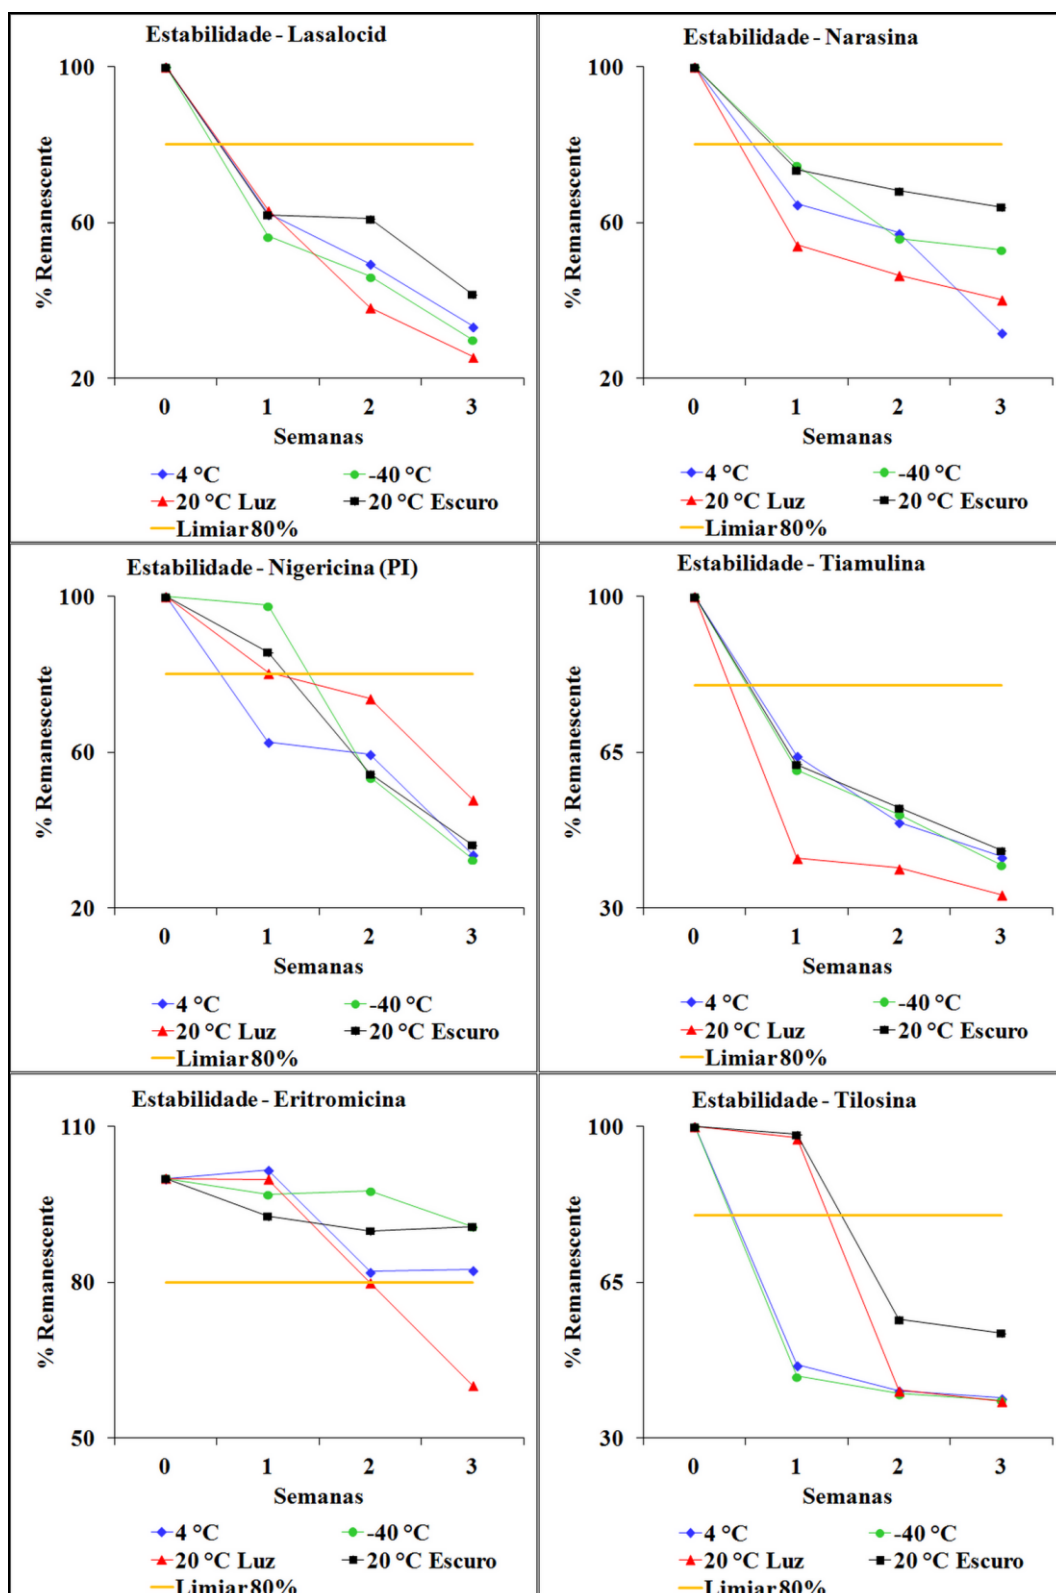 Estabilidade - Lasalocid
100
60
20
% Remanescente
0 1 2 3
Semanas
4 °C -40 °C
20 °C Luz 20 °C Escuro
Limiar 80%
Estabilidade - Narasina
100
60
20
% Remanescente
0 1 2 3
Semanas
4 °C -40 °C
20 °C Luz 20 °C Escuro
Limiar 80%
Estabilidade - Nigericina (PI)
100
60
20
% Remanescente
0 1 2 3
Semanas
4 °C -40 °C
20 °C Luz 20 °C Escuro
Limiar 80%
Estabilidade - Tiamulina
100
65
30
% Remanescente
0 1 2 3
Semanas
4 °C -40 °C
20 °C Luz 20 °C Escuro
Limiar 80%
Estabilidade - Eritromicina
110
80
50
% Remanescente
0 1 2 3
Semanas
4 °C -40 °C
20 °C Luz 20 °C Escuro
Limiar 80%
Estabilidade - Tilosina
100
65
30
% Remanescente
0 1 2 3
Semanas
4 °C -40 °C
20 °C Luz 20 °C Escuro
Limiar 80%